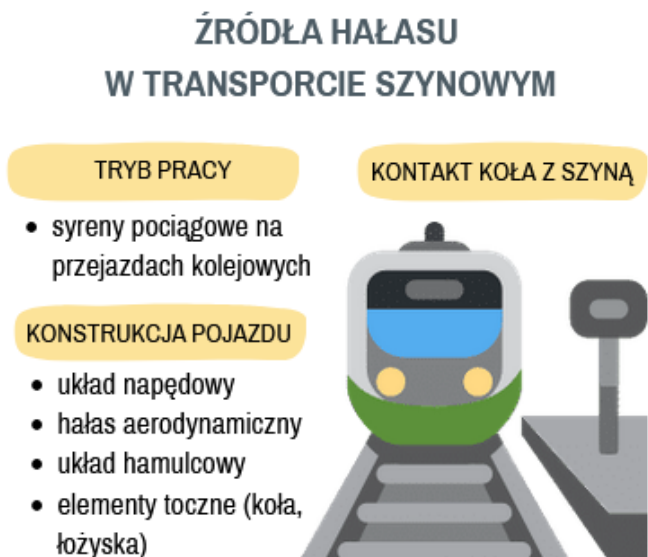 ŹRÓDŁA HAŁASU
W TRANSPORCIE SZYNOWYM
TRYB PRACY
• syreny pociągowe na
przejazdach kolejowych
KONSTRUKCJA POJAZDU
• układ napędowy
• hałas aerodynamiczny
• układ hamulcowy
• elementy toczne (koła,
łożyska)
KONTAKT KOŁA Z SZYNĄ